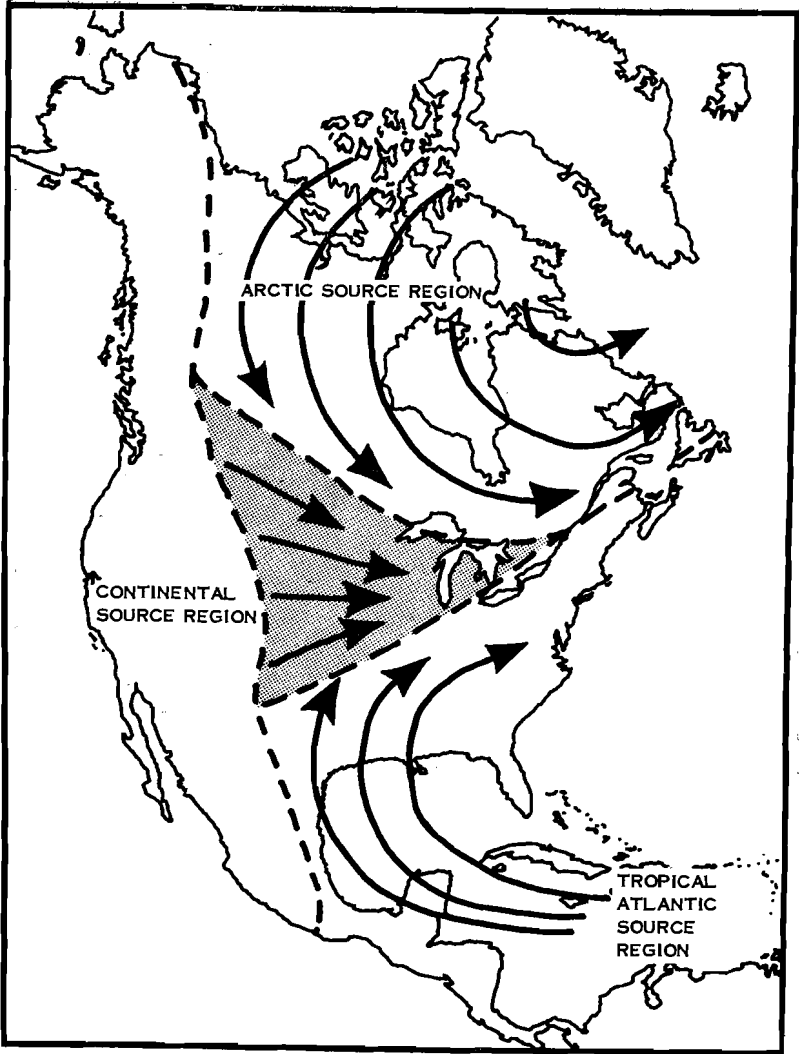 ARCTIC SOURCE REGION
CONTINENTAL
SOURCE REGION
TROPICAL
ATLANTIC
SOURCE
REGION